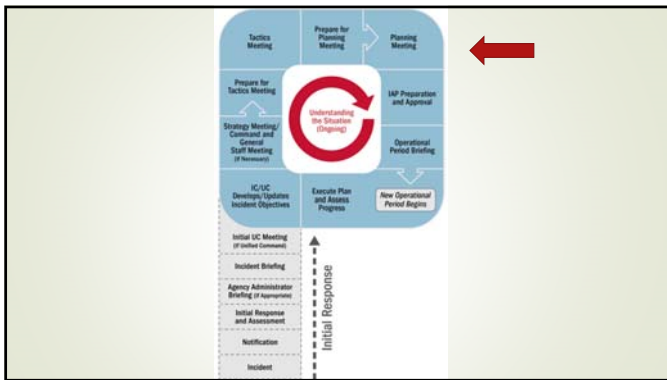 Tactics
Meeting
Prepare for
Planning
Meeting
Planning
Meeting
Prepare for
Tactics Meeting
Understanding
the Situation
(Ongoing)
IAP Preparation
and Approval
Strategy Meeting/
Command and
General
Staff Meeting
(If Necessary)
Operational
Period Briefing
IC/UC
Develops/Updates
Incident Objectives
Execute Plan
and Assess
Progress
New Operational
Period Begins
Initial UC Meeting
(If Unified Command)
Incident Briefing
Agency Administrator
Briefing (If Appropriate)
Initial Response
and Assessment
Notification
Incident
Initial Response